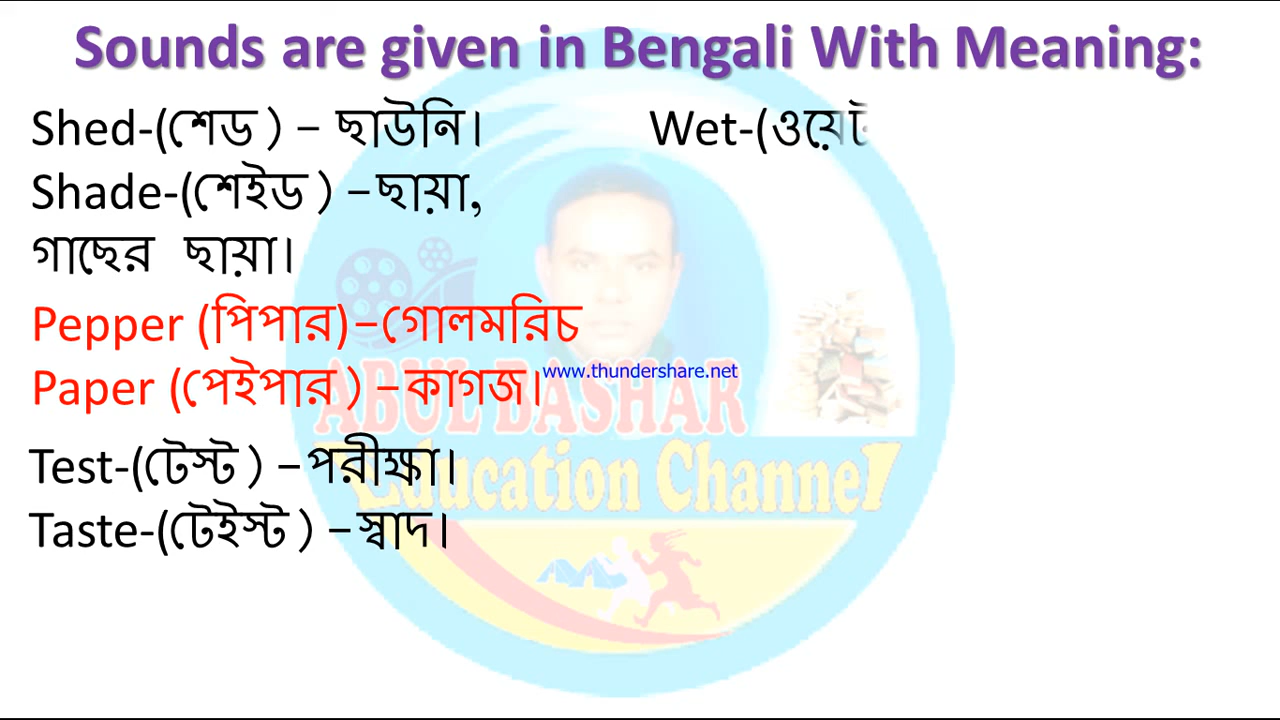 Sounds are given in Bengali With Meaning:
Shed-(শেড ) – ছাউনি।
Shade-(শেইড ) –ছায়া,
গাছের ছায়া।
Pepper (পিপার)–গোলমরিচ
Paper (পেইপার ) –কাগজ।
Test-(টেস্ট ) –পরীক্ষা।
Taste-(টেইস্ট ) –স্বাদ।
Wet-(ওয়েট
www.thundershare.net
ABUL BASHAR
Education Channel